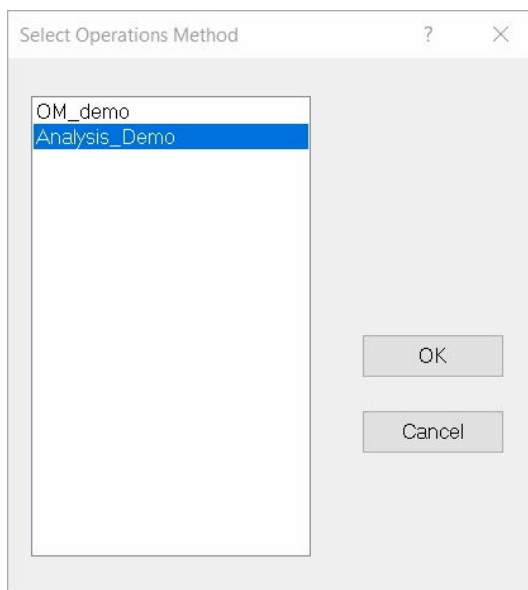 Select Operations Method ?
OM_demo
Analysis_Demo
OK
Cancel